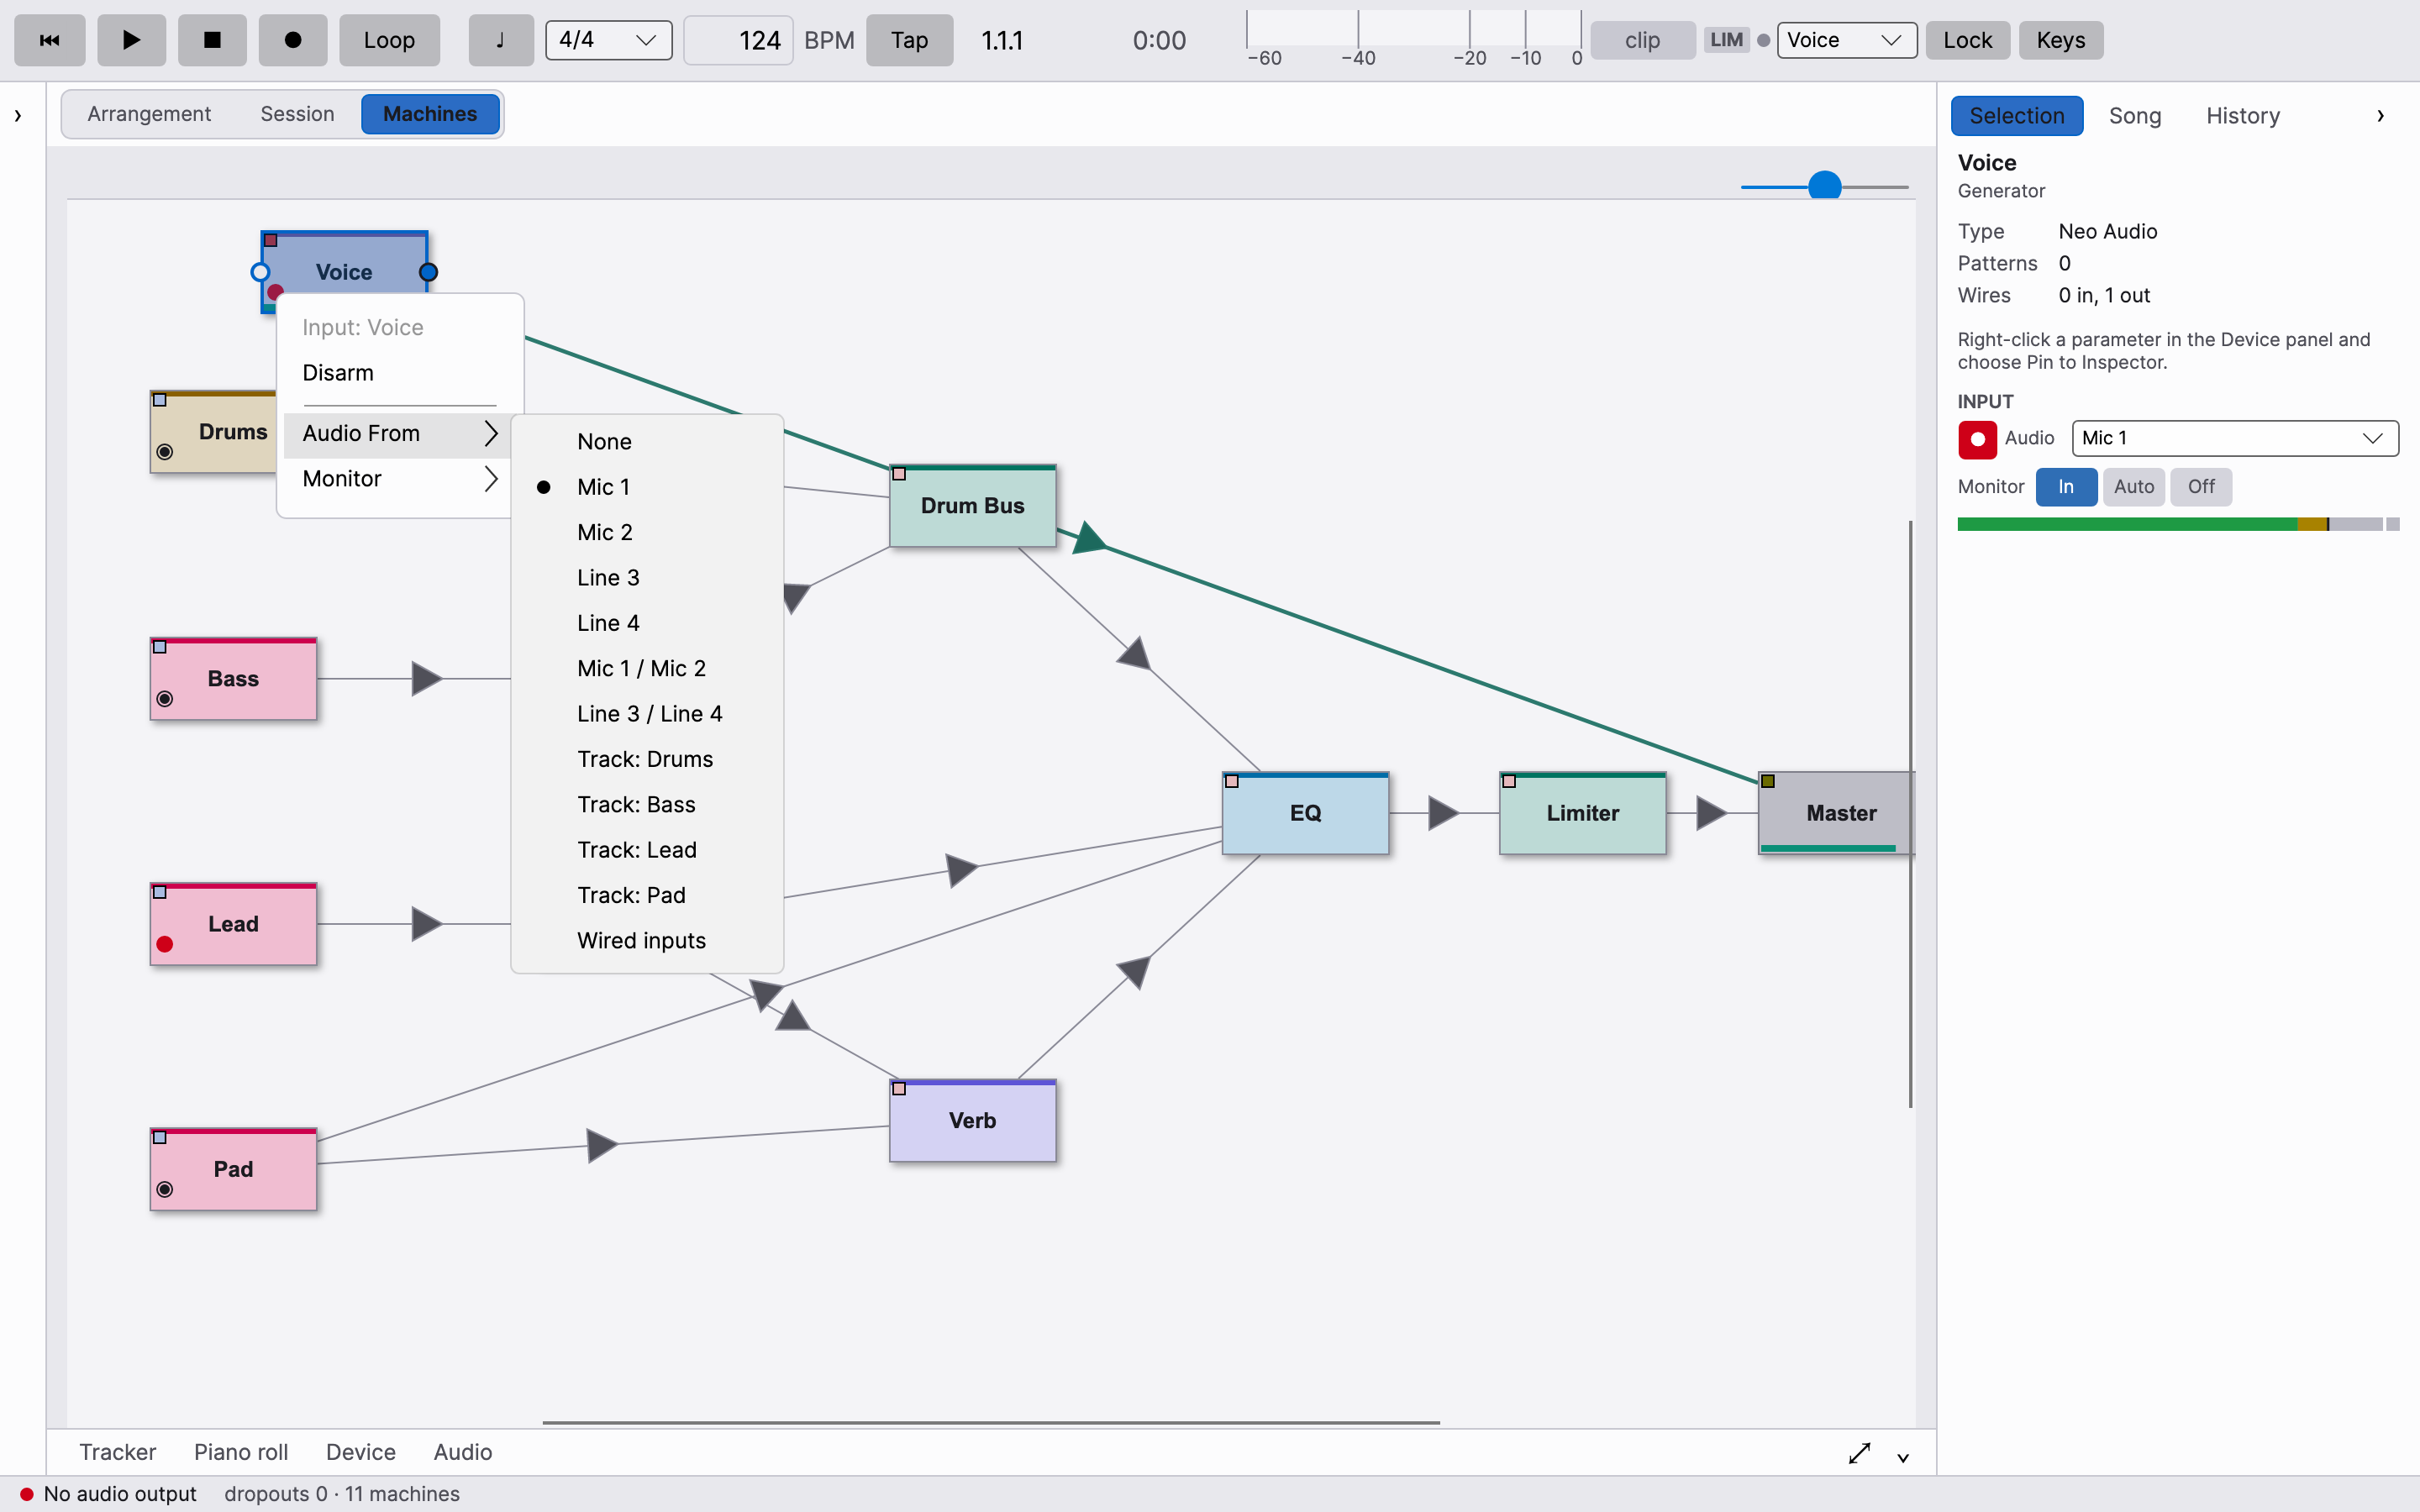 Loop
4/4
124 BPM
Tap
1.1.1
0:00
−60 −40 −20 −10 0
clip
LIM
Voice
Lock
Keys
Arrangement Session Machines
Selection Song History
Voice
Generator
Type Neo Audio
Patterns 0
Wires 0 in, 1 out
Right-click a parameter in the Device panel and
choose Pin to Inspector.
INPUT
Audio Mic 1
Monitor In Auto Off
Voice
Input: Voice
Disarm
Audio From
Monitor
None
Mic 1
Mic 2
Line 3
Line 4
Mic 1 / Mic 2
Line 3 / Line 4
Track: Drums
Track: Bass
Track: Lead
Track: Pad
Wired inputs
Drums
Drum Bus
Bass
EQ
Limiter
Master
Lead
Verb
Pad
Tracker Piano roll Device Audio
No audio output dropouts 0 · 11 machines